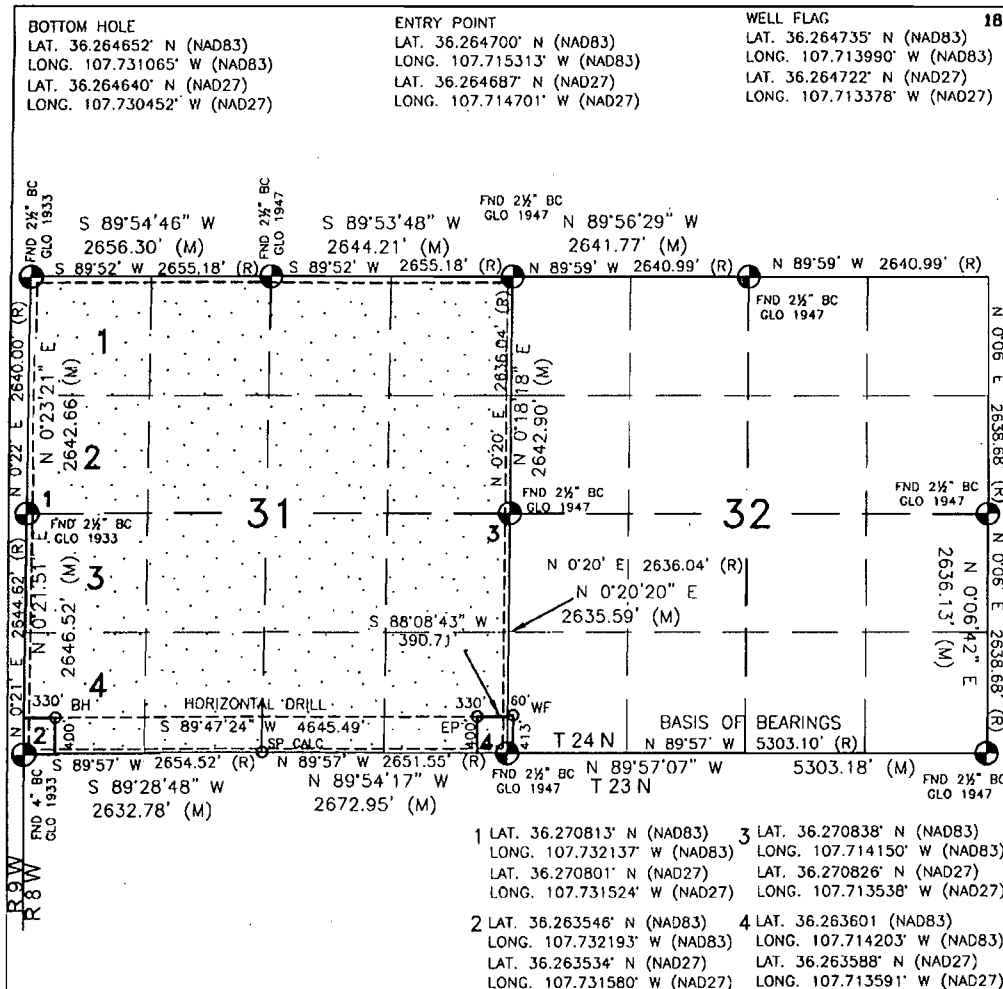 18
BOTTOM HOLE
LAT. 36.264652' N (NAD83)
LONG. 107.731065' W (NAD83)
LAT. 36.264640' N (NAD27)
LONG. 107.730452' W (NAD27)
ENTRY POINT
LAT. 36.264700' N (NAD83)
LONG. 107.715313' W (NAD83)
LAT. 36.264687' N (NAD27)
LONG. 107.714701' W (NAD27)
WELL FLAG
LAT. 36.264735' N (NAD83)
LONG. 107.713990' W (NAD83)
LAT. 36.264722' N (NAD27)
LONG. 107.713378' W (NAD27)
FND 2½" BC
GLO 1933
S 89°54'46" W
2656.30' (M)
S 89°52' W 2655.18' (R)
FND 2½" BC
GLO 1947
S 89°53'48" W
2644.21' (M)
S 89°52' W 2655.18' (R)
FND 2½" BC
GLO 1947
N 89°56'29" W
2641.77' (M)
N 89°59' W 2640.99' (R)
FND 2½" BC
GLO 1947
N 89°59' W 2640.99' (R)
N 0°22' E 2640.00' (R)
N 0°23'21" E
2642.66' (M)
1
2
3
4
31
32
N 0°20' E 2636.04' (R)
N 0°18'18" E
2642.90' (M)
N 0°06' E 2638.68' (R)
1
FND 2½" BC
GLO 1933
3
FND 2½" BC
GLO 1947
FND 2½" BC
GLO 1947
N 0°21' E 2644.62' (R)
N 0°21'51" E
2646.52' (M)
N 0°20' E 2636.04' (R)
N 0°20'20" E
2635.59' (M)
S 88°08'43" W
390.71'
N 0°06' E 2638.68' (R)
N 0°06'42" E
2636.13' (M)
330' BH
400'
2
HORIZONTAL DRILL
S 89°47'24" W 4645.49'
SP CALC
330'
EP
400'
4
60' WF
413'
T 24 N
T 23 N
BASIS OF BEARINGS
N 89°57' W 5303.10' (R)
N 89°57'07" W 5303.18' (M)
S 89°57' W 2654.52' (R)
S 89°28'48" W
2632.78' (M)
N 89°57' W 2651.55' (R)
N 89°54'17" W
2672.95' (M)
FND 4" BC
GLO 1933
FND 2½" BC
GLO 1947
FND 2½" BC
GLO 1947
R 9 W
R 8 W
1 LAT. 36.270813' N (NAD83)
LONG. 107.732137' W (NAD83)
LAT. 36.270801' N (NAD27)
LONG. 107.731524' W (NAD27)
3 LAT. 36.270838' N (NAD83)
LONG. 107.714150' W (NAD83)
LAT. 36.270826' N (NAD27)
LONG. 107.713538' W (NAD27)
2 LAT. 36.263546' N (NAD83)
LONG. 107.732193' W (NAD83)
LAT. 36.263534' N (NAD27)
LONG. 107.731580' W (NAD27)
4 LAT. 36.263601 (NAD83)
LONG. 107.714203' W (NAD83)
LAT. 36.263588' N (NAD27)
LONG. 107.713591' W (NAD27)